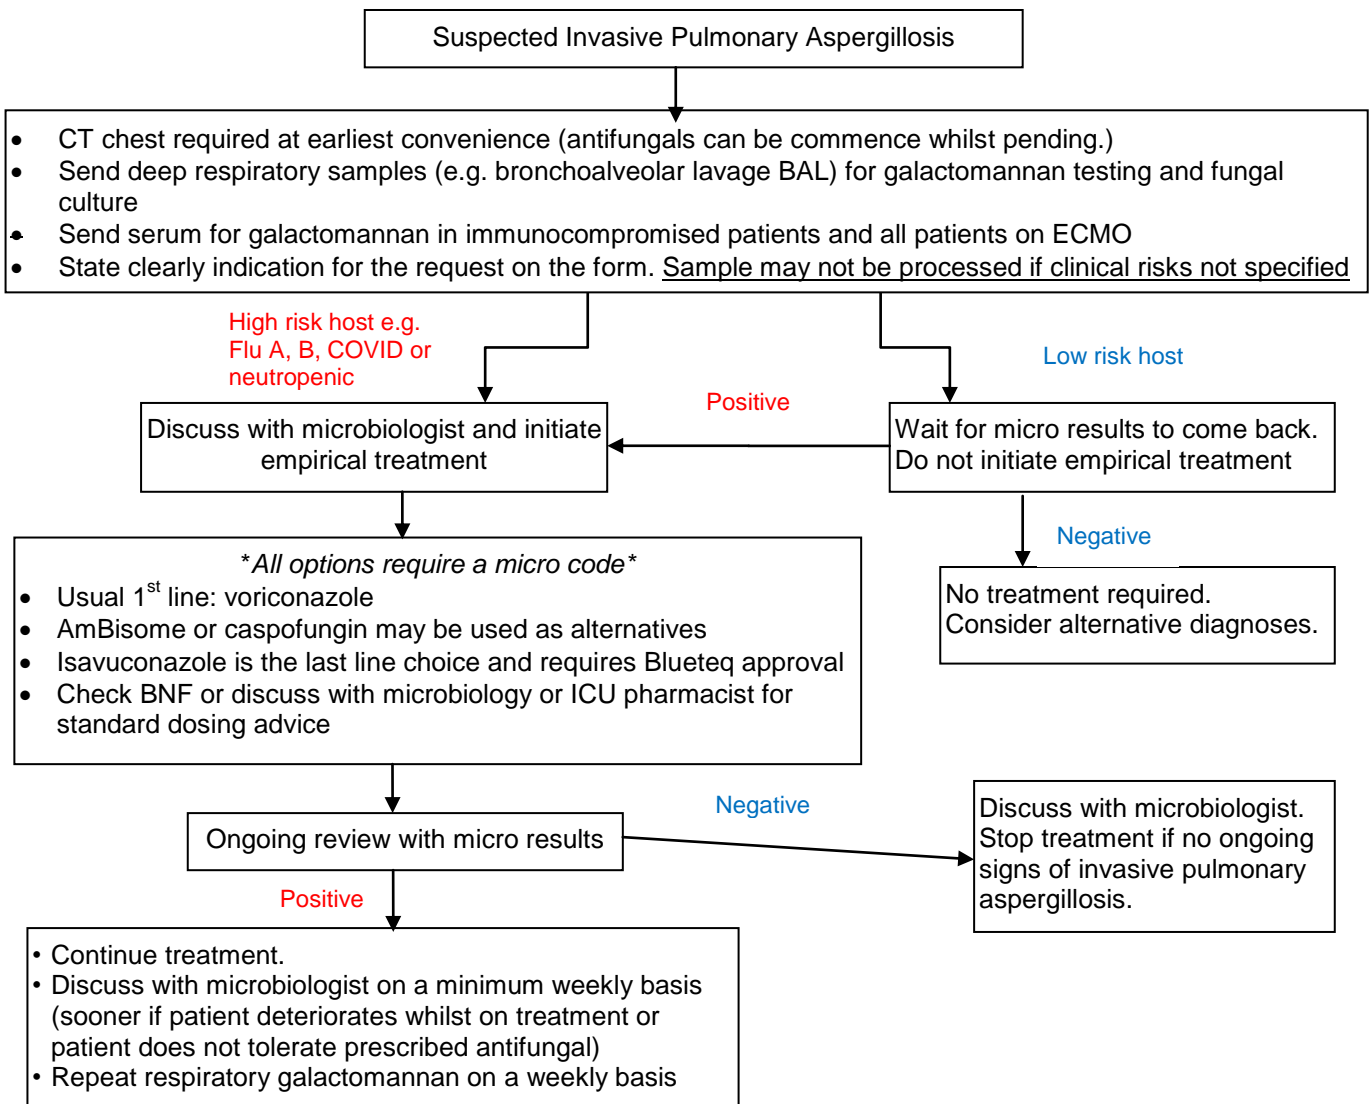 Suspected Invasive Pulmonary Aspergillosis
• CT chest required at earliest convenience (antifungals can be commence whilst pending.)
• Send deep respiratory samples (e.g. bronchoalveolar lavage BAL) for galactomannan testing and fungal
culture
• Send serum for galactomannan in immunocompromised patients and all patients on ECMO
• State clearly indication for the request on the form. Sample may not be processed if clinical risks not specified
High risk host e.g.
Flu A, B, COVID or
neutropenic
Low risk host
Discuss with microbiologist and initiate
empirical treatment
Positive
Wait for micro results to come back.
Do not initiate empirical treatment
Negative
No treatment required.
Consider alternative diagnoses.
*All options require a micro code*
• Usual 1st line: voriconazole
• AmBisome or caspofungin may be used as alternatives
• Isavuconazole is the last line choice and requires Blueteq approval
• Check BNF or discuss with microbiology or ICU pharmacist for
standard dosing advice
Ongoing review with micro results
Negative
Discuss with microbiologist.
Stop treatment if no ongoing
signs of invasive pulmonary
aspergillosis.
Positive
• Continue treatment.
• Discuss with microbiologist on a minimum weekly basis
(sooner if patient deteriorates whilst on treatment or
patient does not tolerate prescribed antifungal)
• Repeat respiratory galactomannan on a weekly basis